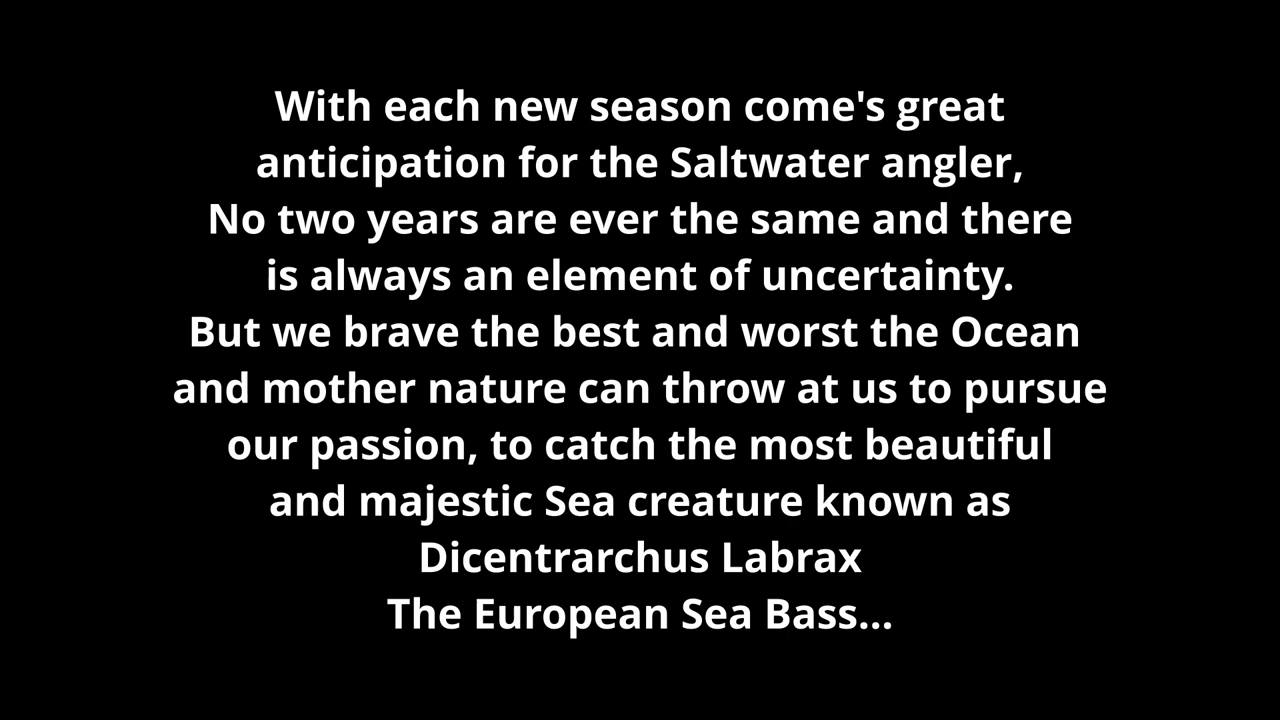 With each new season come's great
anticipation for the Saltwater angler,
No two years are ever the same and there
is always an element of uncertainty.
But we brave the best and worst the Ocean
and mother nature can throw at us to pursue
our passion, to catch the most beautiful
and majestic Sea creature known as
Dicentrarchus Labrax
The European Sea Bass...